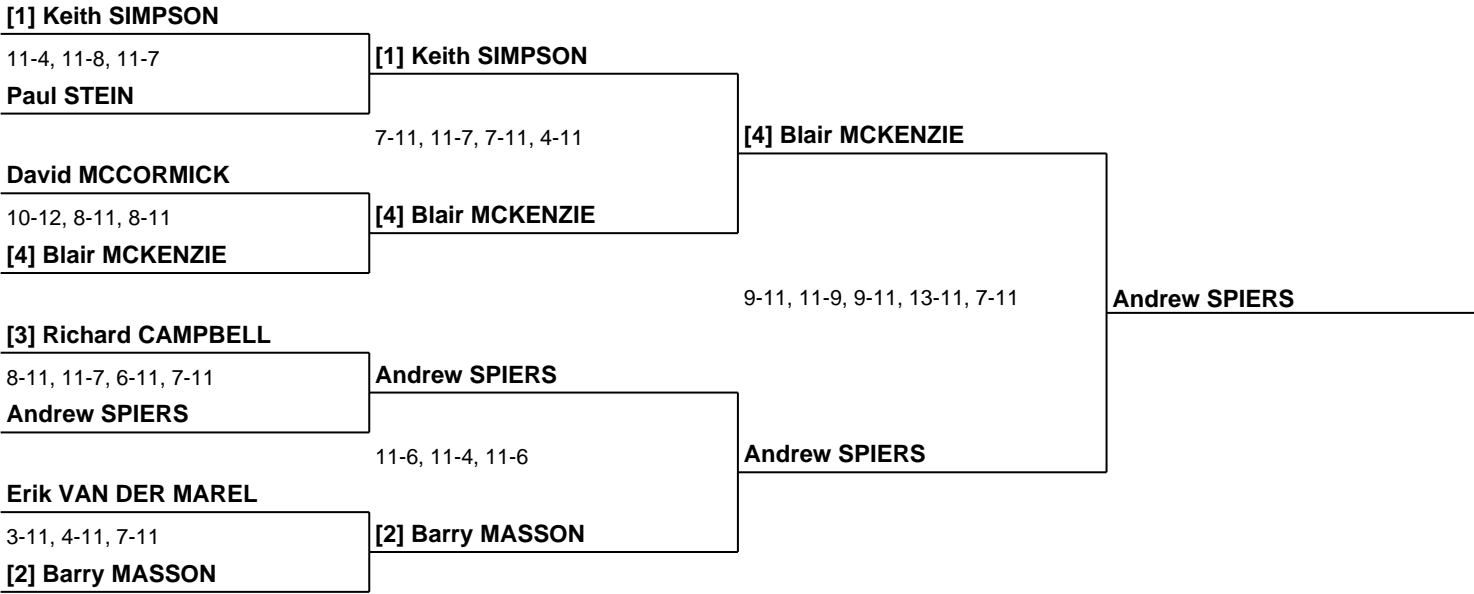 [1] Keith SIMPSON
11-4, 11-8, 11-7
Paul STEIN
David MCCORMICK
10-12, 8-11, 8-11
[4] Blair MCKENZIE
[3] Richard CAMPBELL
8-11, 11-7, 6-11, 7-11
Andrew SPIERS
Erik VAN DER MAREL
3-11, 4-11, 7-11
[2] Barry MASSON
[1] Keith SIMPSON
7-11, 11-7, 7-11, 4-11
[4] Blair MCKENZIE
Andrew SPIERS
11-6, 11-4, 11-6
[2] Barry MASSON
[4] Blair MCKENZIE
9-11, 11-9, 9-11, 13-11, 7-11
Andrew SPIERS
Andrew SPIERS